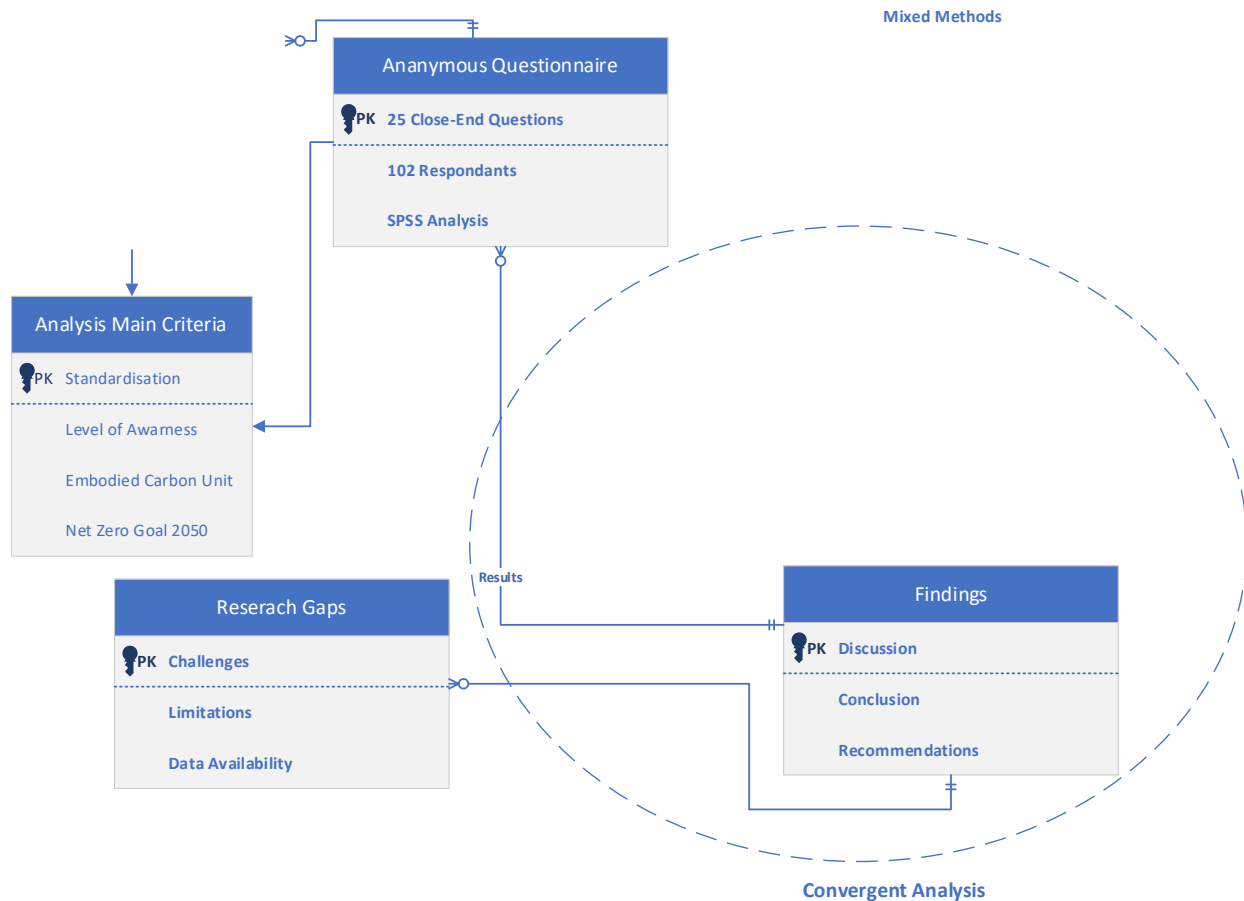 Mixed Methods
Ananymous Questionnaire
PK 25 Close-End Questions
102 Respondants
SPSS Analysis
Analysis Main Criteria
PK Standardisation
Level of Awarness
Embodied Carbon Unit
Net Zero Goal 2050
Results
Reserach Gaps
PK Challenges
Limitations
Data Availability
Findings
PK Discussion
Conclusion
Recommendations
Convergent Analysis